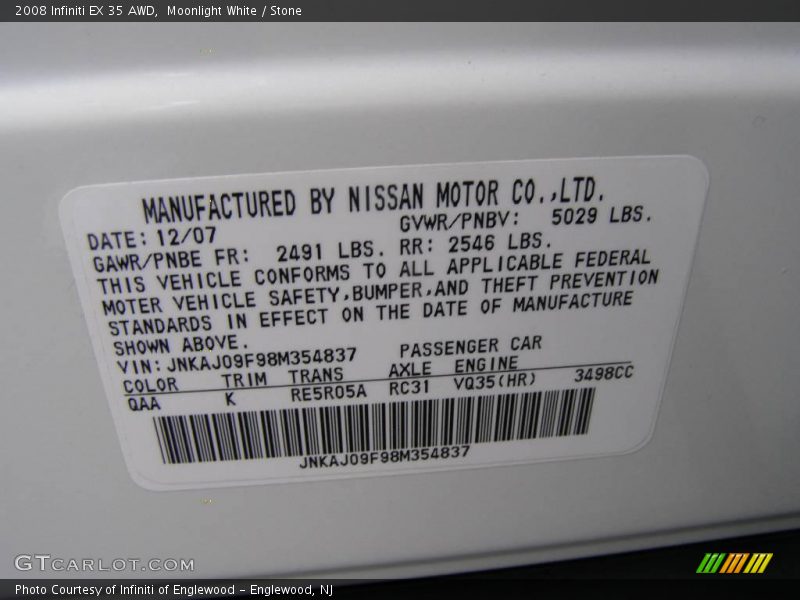 2008 Infiniti EX 35 AWD,  Moonlight White / Stone
MANUFACTURED BY NISSAN MOTOR CO.,LTD.
DATE: 12/07 GVWR/PNBV: 5029 LBS.
GAWR/PNBE FR: 2491 LBS. RR: 2546 LBS.
THIS VEHICLE CONFORMS TO ALL APPLICABLE FEDERAL
MOTER VEHICLE SAFETY,BUMPER,AND THEFT PREVENTION
STANDARDS IN EFFECT ON THE DATE OF MANUFACTURE
SHOWN ABOVE.
VIN: JNKAJ09F98M354837 PASSENGER CAR
COLOR TRIM TRANS AXLE ENGINE
QAA K RE5R05A RC31 VQ35(HR) 3498CC
JNKAJ09F98M354837
GTCARLOT.COM
Photo Courtesy of Infiniti of Englewood – Englewood, NJ